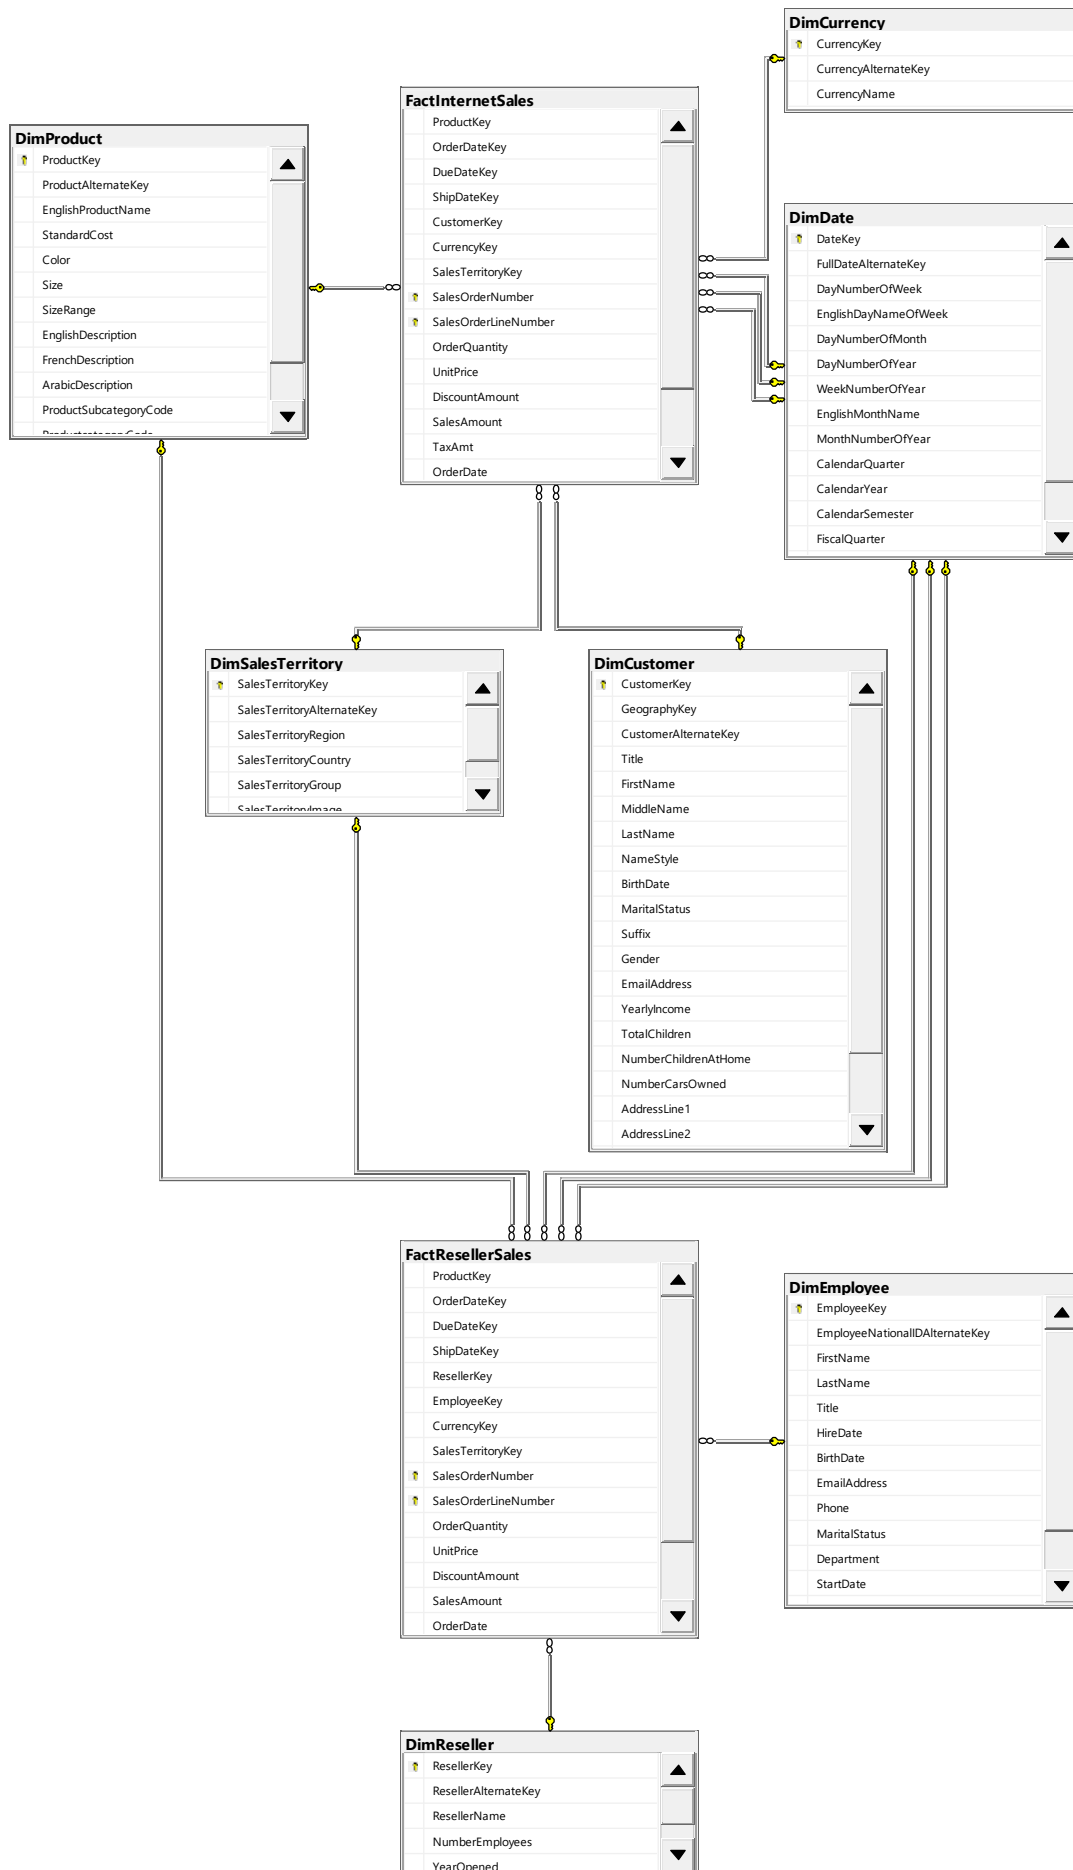 DimCurrency
CurrencyKey
CurrencyAlternateKey
CurrencyName
FactInternetSales
ProductKey
OrderDateKey
DueDateKey
ShipDateKey
CustomerKey
CurrencyKey
SalesTerritoryKey
SalesOrderNumber
SalesOrderLineNumber
OrderQuantity
UnitPrice
DiscountAmount
SalesAmount
TaxAmt
OrderDate
DimProduct
ProductKey
ProductAlternateKey
EnglishProductName
StandardCost
Color
Size
SizeRange
EnglishDescription
FrenchDescription
ArabicDescription
ProductSubcategoryCode
ProductcategoryCode
DimDate
DateKey
FullDateAlternateKey
DayNumberOfWeek
EnglishDayNameOfWeek
DayNumberOfMonth
DayNumberOfYear
WeekNumberOfYear
EnglishMonthName
MonthNumberOfYear
CalendarQuarter
CalendarYear
CalendarSemester
FiscalQuarter
DimSalesTerritory
SalesTerritoryKey
SalesTerritoryAlternateKey
SalesTerritoryRegion
SalesTerritoryCountry
SalesTerritoryGroup
SalesTerritoryImage
DimCustomer
CustomerKey
GeographyKey
CustomerAlternateKey
Title
FirstName
MiddleName
LastName
NameStyle
BirthDate
MaritalStatus
Suffix
Gender
EmailAddress
YearlyIncome
TotalChildren
NumberChildrenAtHome
NumberCarsOwned
AddressLine1
AddressLine2
FactResellerSales
ProductKey
OrderDateKey
DueDateKey
ShipDateKey
ResellerKey
EmployeeKey
CurrencyKey
SalesTerritoryKey
SalesOrderNumber
SalesOrderLineNumber
OrderQuantity
UnitPrice
DiscountAmount
SalesAmount
OrderDate
DimEmployee
EmployeeKey
EmployeeNationalIDAlternateKey
FirstName
LastName
Title
HireDate
BirthDate
EmailAddress
Phone
MaritalStatus
Department
StartDate
DimReseller
ResellerKey
ResellerAlternateKey
ResellerName
NumberEmployees
YearOpened